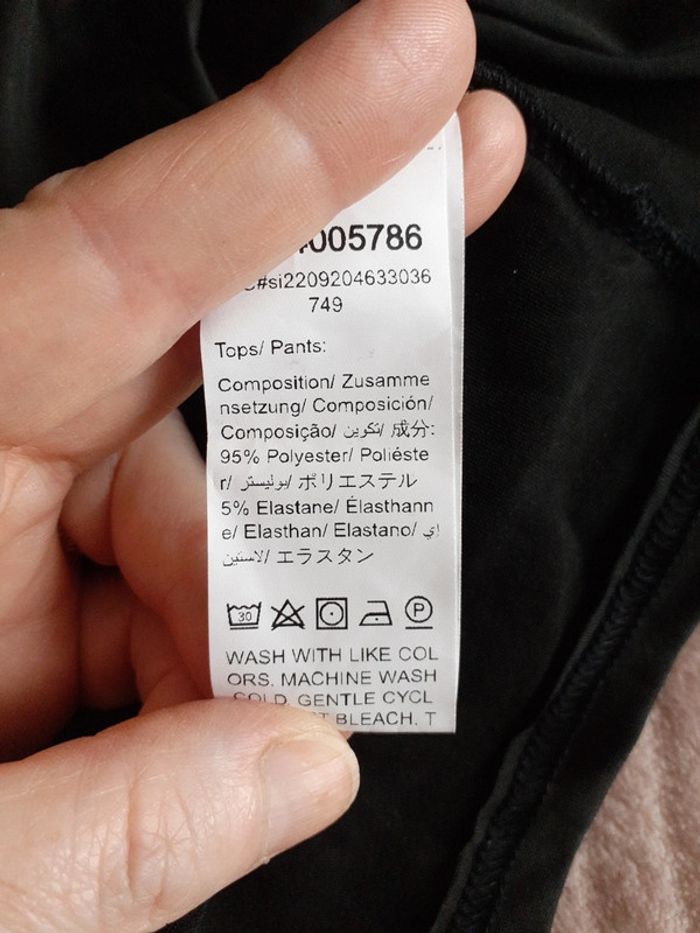 005786
#si2209204633036
749
Tops/ Pants:
Composition/ Zusamme
nsetzung/ Composición/
Composição/ تكوين/ 成分:
95% Polyester/ Polieste
r/ بوليستر/ ポリエステル
5% Elastane/ Élasthann
e/ Elasthan/ Elastano/ إي
لاستين/ エラスタン
30 P
WASH WITH LIKE COL
ORS. MACHINE WASH
COLD, GENTLE CYCL
BLEACH. T